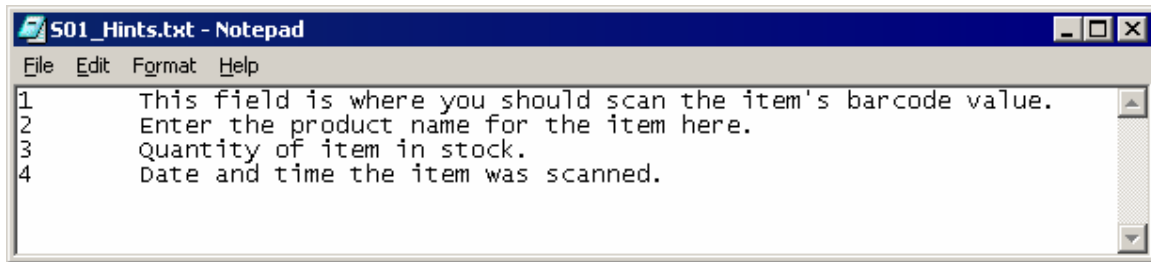 S01_Hints.txt - Notepad
File Edit Format Help
1 This field is where you should scan the item's barcode value.
2 Enter the product name for the item here.
3 Quantity of item in stock.
4 Date and time the item was scanned.